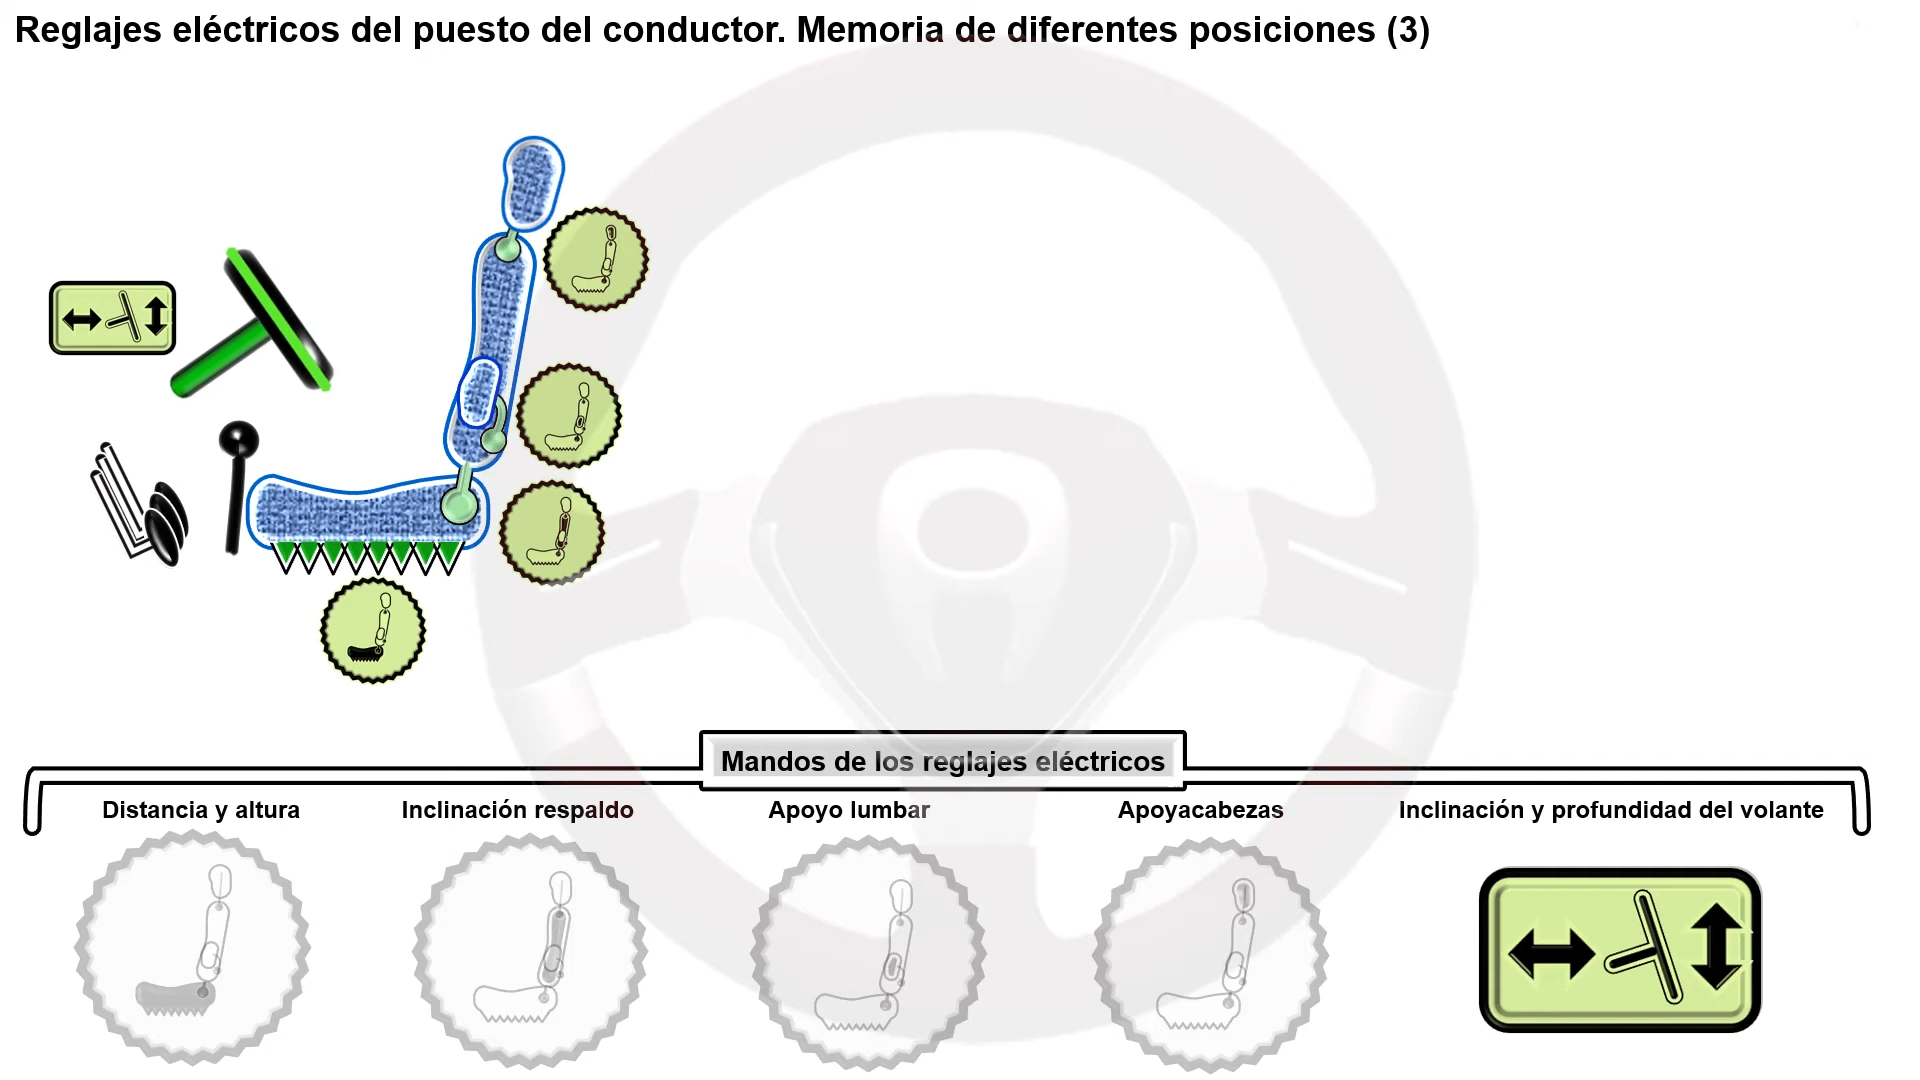 Reglajes eléctricos del puesto del conductor. Memoria de diferentes posiciones (3)
Mandos de los reglajes eléctricos
Distancia y altura
Inclinación respaldo
Apoyo lumbar
Apoyacabezas
Inclinación y profundidad del volante